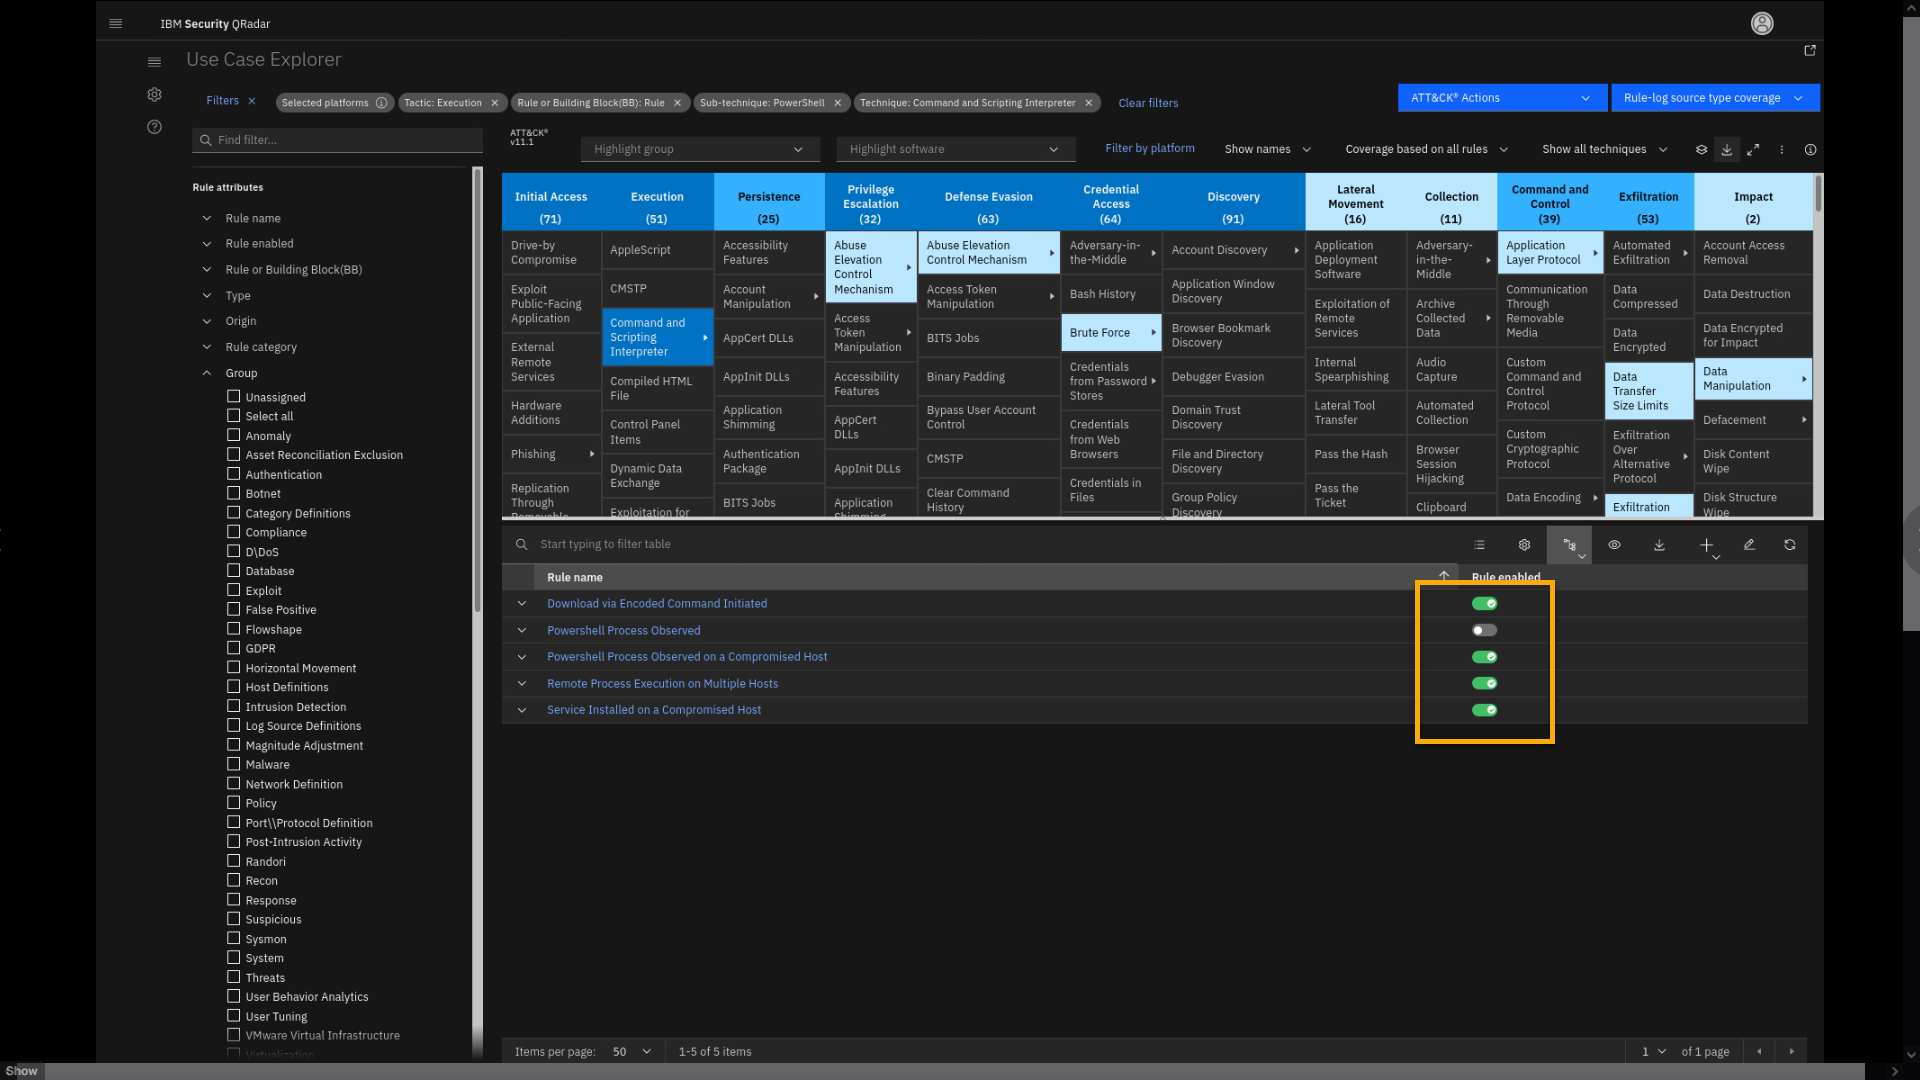 IBM Security QRadar
Use Case Explorer
Filters
Selected platforms
Tactic: Execution
Rule or Building Block(BB): Rule
Sub-technique: PowerShell
Technique: Command and Scripting Interpreter
Clear filters
ATT&CK® Actions
Rule-log source type coverage
Find filter...
ATT&CK®
v11.1
Highlight group
Highlight software
Filter by platform
Show names
Coverage based on all rules
Show all techniques
Rule attributes
Rule name
Rule enabled
Rule or Building Block(BB)
Type
Origin
Rule category
Group
Unassigned
Select all
Anomaly
Asset Reconciliation Exclusion
Authentication
Botnet
Category Definitions
Compliance
D\DoS
Database
Exploit
False Positive
Flowshape
GDPR
Horizontal Movement
Host Definitions
Intrusion Detection
Log Source Definitions
Magnitude Adjustment
Malware
Network Definition
Policy
Port\\Protocol Definition
Post-Intrusion Activity
Randori
Recon
Response
Suspicious
Sysmon
System
Threats
User Behavior Analytics
User Tuning
VMware Virtual Infrastructure
Virtualization
Initial Access
(71)
Drive-by
Compromise
Exploit
Public-Facing
Application
External
Remote
Services
Hardware
Additions
Phishing
Replication
Through
Removable
Execution
(51)
AppleScript
CMSTP
Command and
Scripting
Interpreter
Compiled HTML
File
Control Panel
Items
Dynamic Data
Exchange
Exploitation for
Persistence
(25)
Accessibility
Features
Account
Manipulation
AppCert DLLs
AppInit DLLs
Application
Shimming
Authentication
Package
BITS Jobs
Privilege
Escalation
(32)
Abuse
Elevation
Control
Mechanism
Access
Token
Manipulation
Accessibility
Features
AppCert
DLLs
AppInit DLLs
Application
Shimming
Defense Evasion
(63)
Abuse Elevation
Control Mechanism
Access Token
Manipulation
BITS Jobs
Binary Padding
Bypass User Account
Control
CMSTP
Clear Command
History
Credential
Access
(64)
Adversary-in-
the-Middle
Bash History
Brute Force
Credentials
from Password
Stores
Credentials
from Web
Browsers
Credentials in
Files
Discovery
(91)
Account Discovery
Application Window
Discovery
Browser Bookmark
Discovery
Debugger Evasion
Domain Trust
Discovery
File and Directory
Discovery
Group Policy
Discovery
Lateral
Movement
(16)
Application
Deployment
Software
Exploitation of
Remote
Services
Internal
Spearphishing
Lateral Tool
Transfer
Pass the Hash
Pass the
Ticket
Collection
(11)
Adversary-
in-the-
Middle
Archive
Collected
Data
Audio
Capture
Automated
Collection
Browser
Session
Hijacking
Clipboard
Command and
Control
(39)
Application
Layer Protocol
Communication
Through
Removable
Media
Custom
Command and
Control
Protocol
Custom
Cryptographic
Protocol
Data Encoding
Exfiltration
(53)
Automated
Exfiltration
Data
Compressed
Data
Encrypted
Data
Transfer
Size Limits
Exfiltration
Over
Alternative
Protocol
Exfiltration
Impact
(2)
Account Access
Removal
Data Destruction
Data Encrypted
for Impact
Data
Manipulation
Defacement
Disk Content
Wipe
Disk Structure
Wipe
Start typing to filter table
Rule name
Rule enabled
Download via Encoded Command Initiated
Powershell Process Observed
Powershell Process Observed on a Compromised Host
Remote Process Execution on Multiple Hosts
Service Installed on a Compromised Host
Items per page: 50
1-5 of 5 items
1 of 1 page
Show